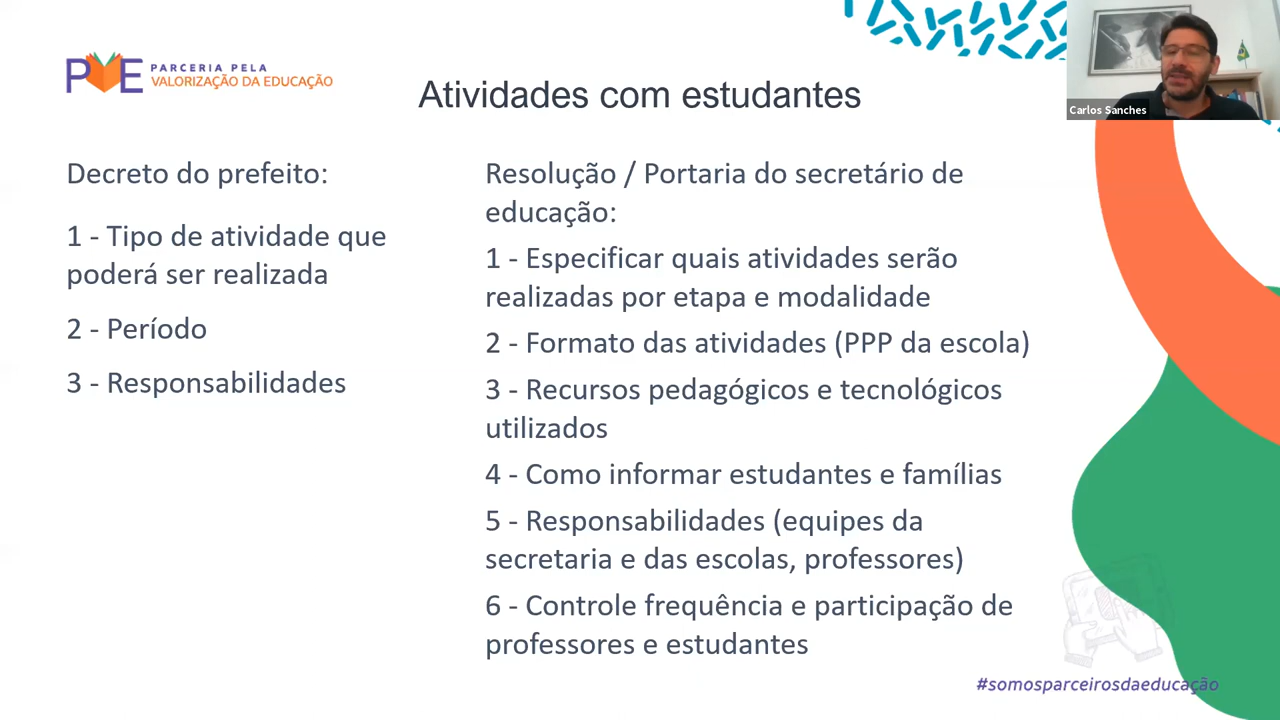 PVE PARCERIA PELA
VALORIZAÇÃO DA EDUCAÇÃO
Atividades com estudantes
Carlos Sanches
Decreto do prefeito:
1 - Tipo de atividade que
poderá ser realizada
2 - Período
3 - Responsabilidades
Resolução / Portaria do secretário de
educação:
1 - Especificar quais atividades serão
realizadas por etapa e modalidade
2 - Formato das atividades (PPP da escola)
3 - Recursos pedagógicos e tecnológicos
utilizados
4 - Como informar estudantes e famílias
5 - Responsabilidades (equipes da
secretaria e das escolas, professores)
6 - Controle frequência e participação de
professores e estudantes
#somosparceirosdaeducação